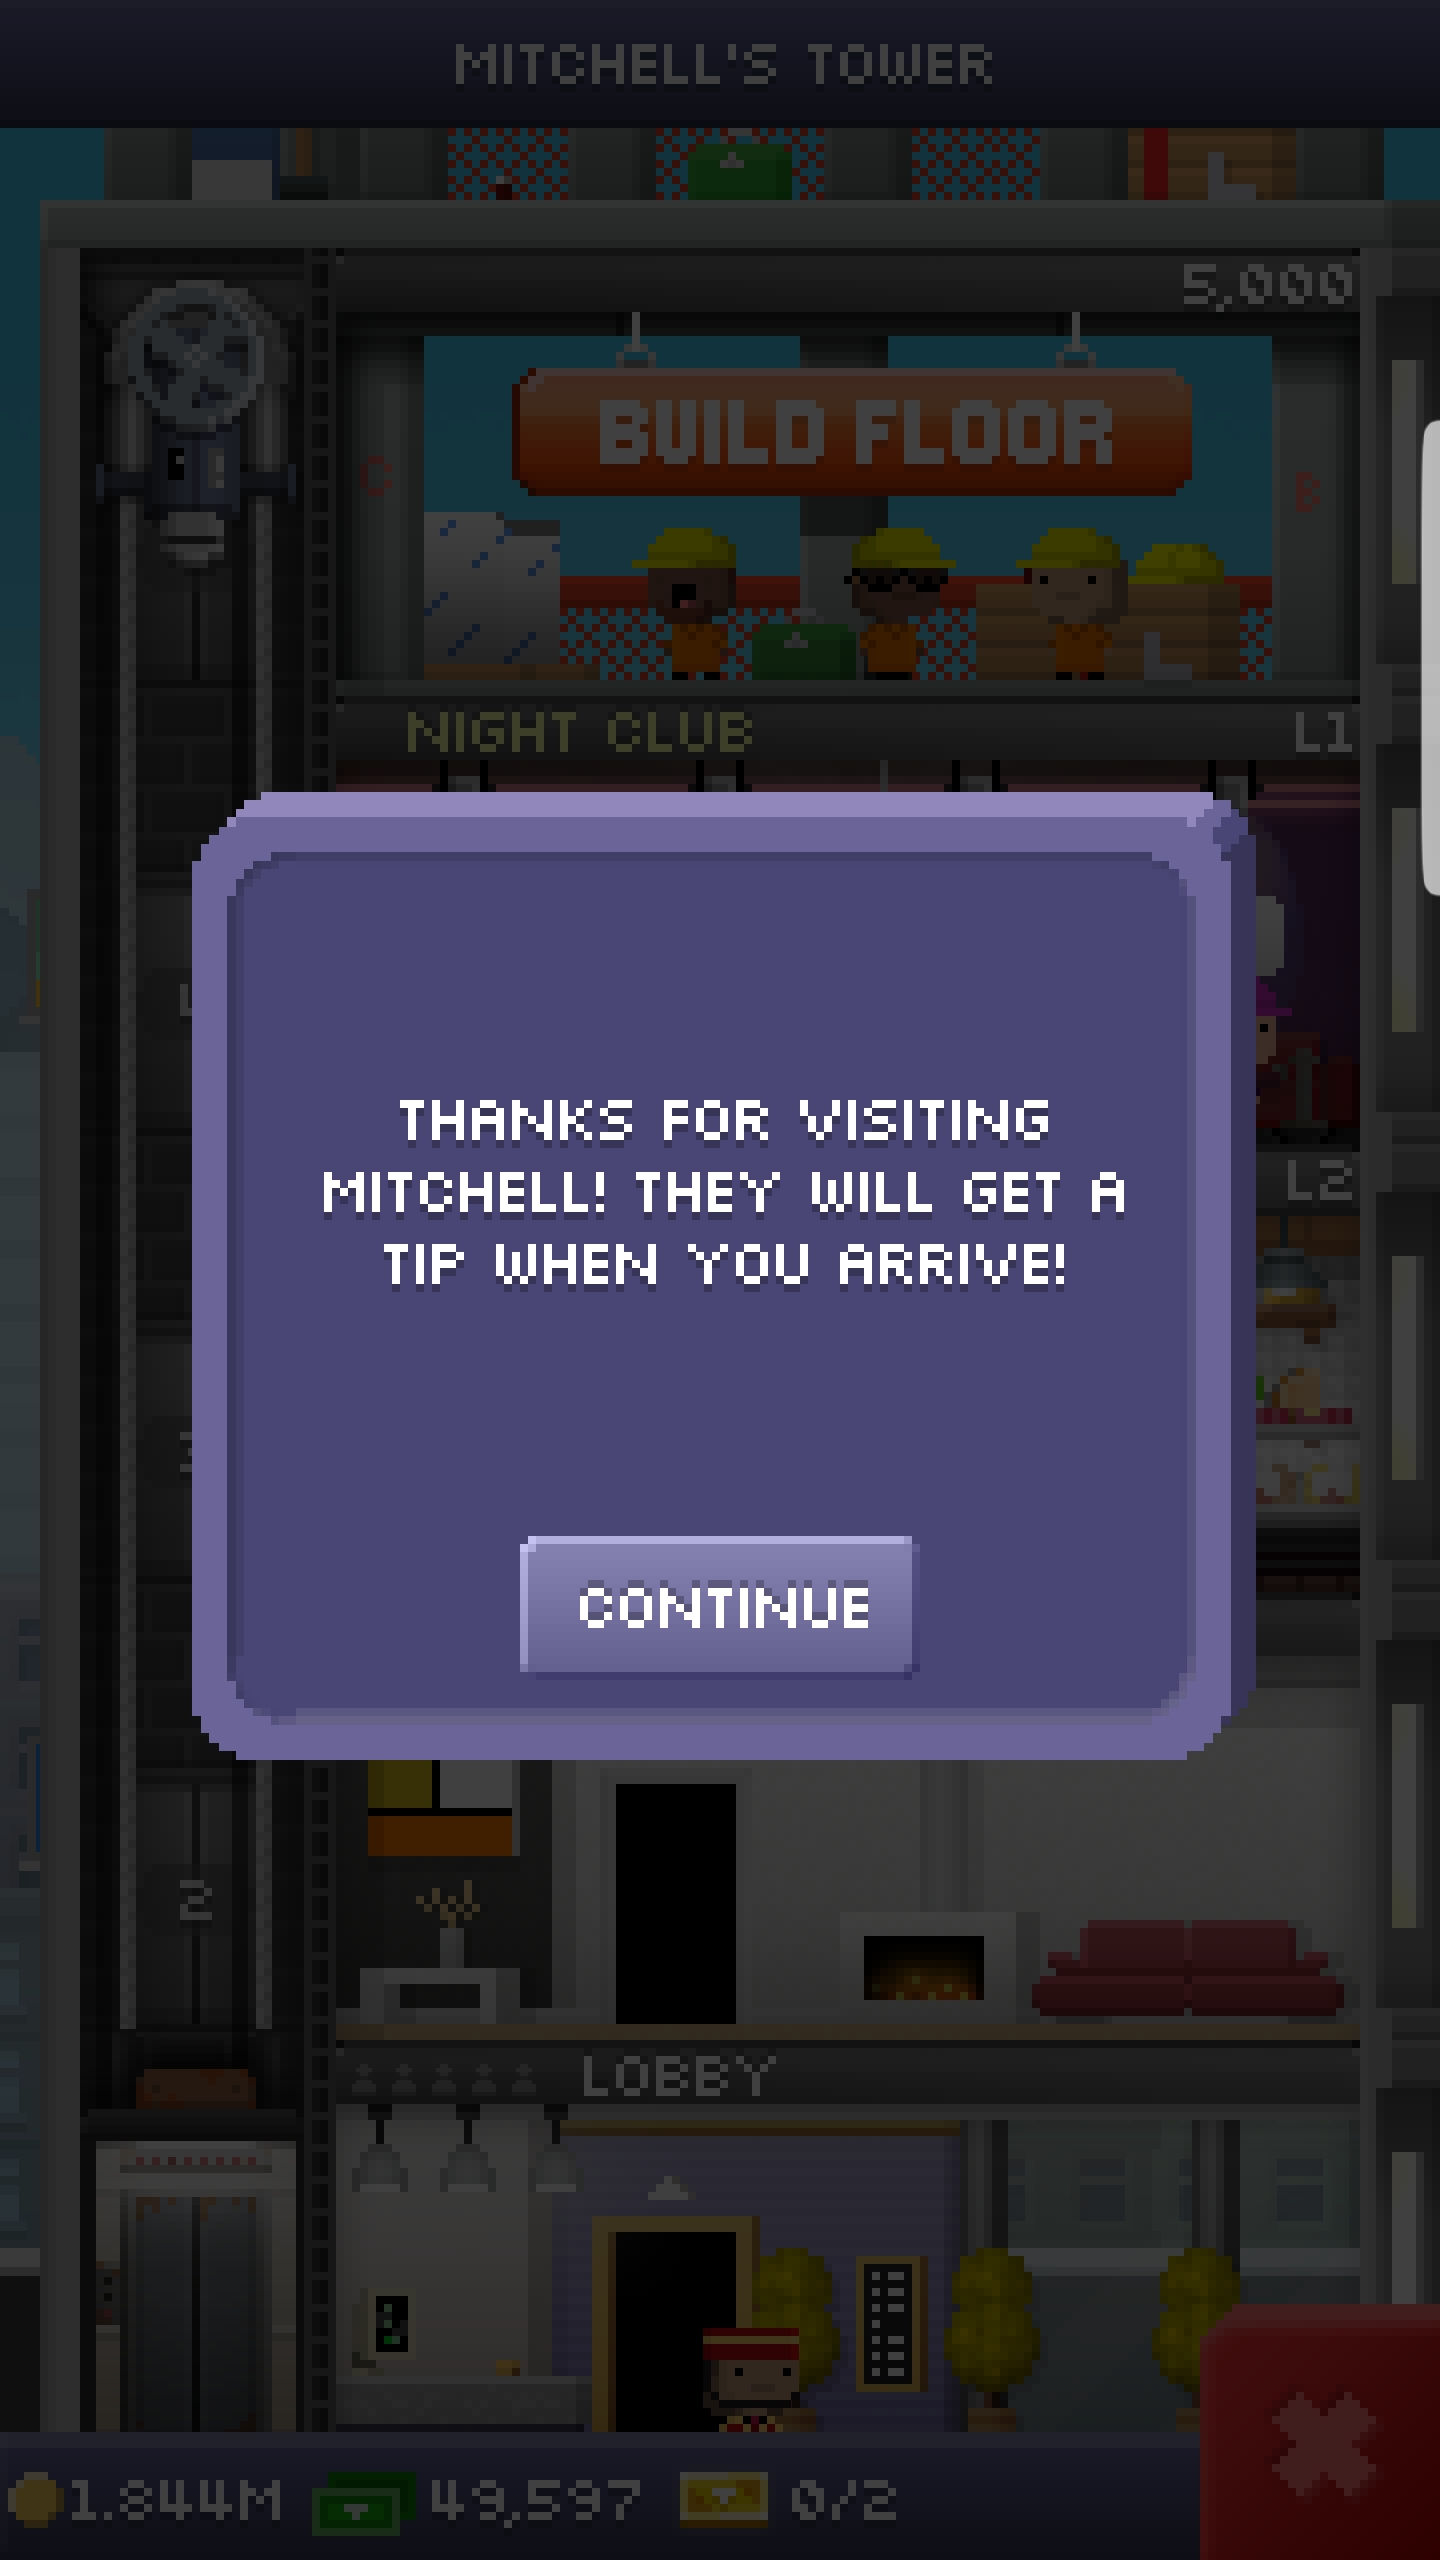 MITCHELL'S TOWER
5,000
BUILD FLOOR
C
B
NIGHT CLUB L1
L2
THANKS FOR VISITING
MITCHELL! THEY WILL GET A
TIP WHEN YOU ARRIVE!
CONTINUE
2
LOBBY
1.844M 49,597 0/2